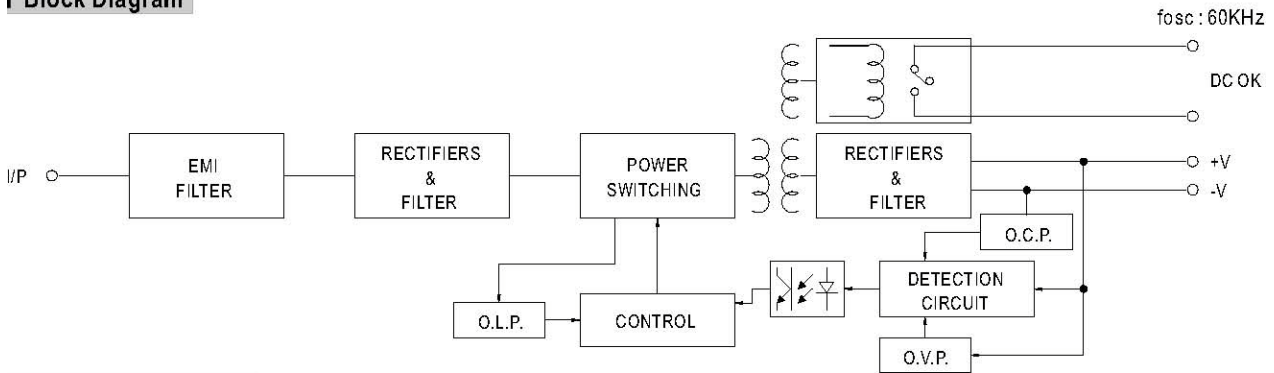 Block Diagram
fosc : 60KHz
DC OK
I/P
EMI
FILTER
RECTIFIERS
&
FILTER
POWER
SWITCHING
RECTIFIERS
&
FILTER
+V
-V
O.C.P.
DETECTION
CIRCUIT
O.L.P.
CONTROL
O.V.P.